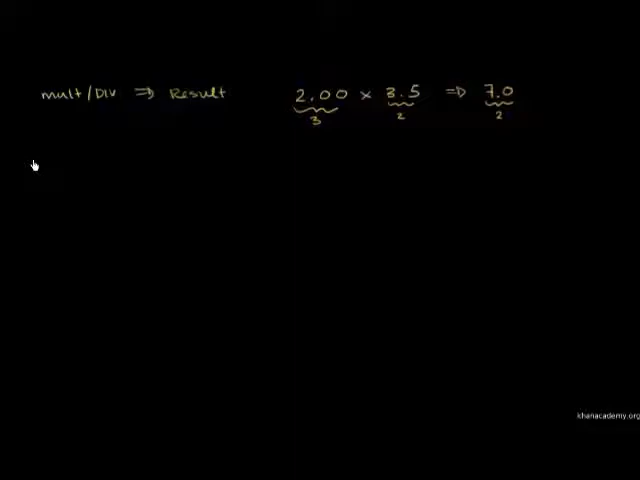 mult/Div => Result 2.00 x 3.5 => 7.0
3 2 2
khanacademy.org